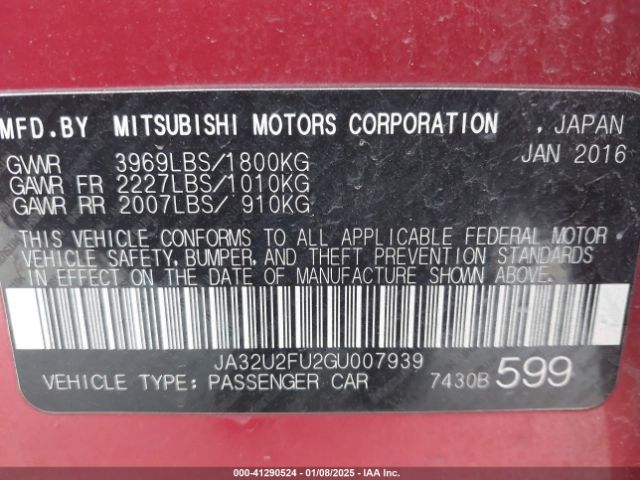 MFD.BY MITSUBISHI MOTORS CORPORATION , JAPAN
GVWR 3969LBS/1800KG JAN 2016
GAWR FR 2227LBS/1010KG
GAWR RR 2007LBS/ 910KG
THIS VEHICLE CONFORMS TO ALL APPLICABLE FEDERAL MOTOR
VEHICLE SAFETY, BUMPER, AND THEFT PREVENTION STANDARDS
IN EFFECT ON THE DATE OF MANUFACTURE SHOWN ABOVE.
JA32U2FU2GU007939
VEHICLE TYPE: PASSENGER CAR 7430B 599
000-41290524 - 01/08/2025 - IAAI.COM